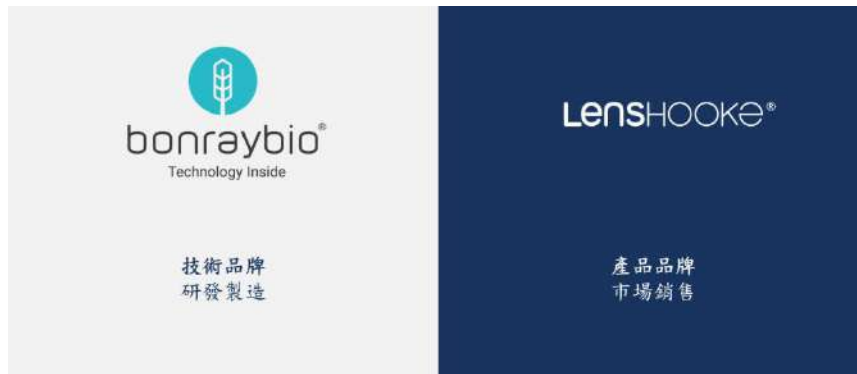 bonraybio®
Technology Inside
技術品牌
研發製造
LENSHOOKE®
產品品牌
市場銷售